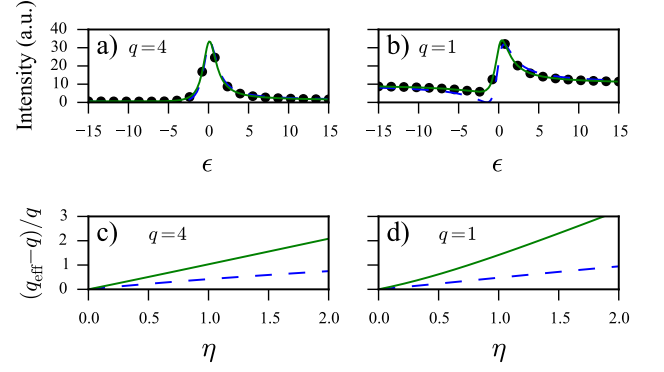 Intensity (a.u.)
40
30
20
10
0
a) q=4
b) q=1
−15 −10 −5 0 5 10 15
−15 −10 −5 0 5 10 15
ϵ
ϵ
(q_eff−q)/q
3
2
1
0
c) q=4
d) q=1
0.0 0.5 1.0 1.5 2.0
0.0 0.5 1.0 1.5 2.0
η
η